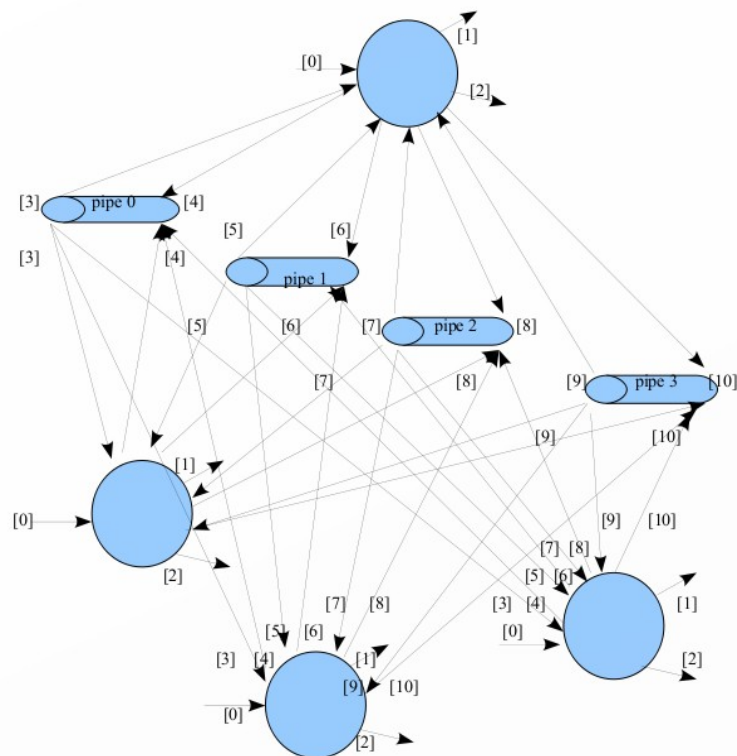 [1]
[0]
[2]
[3] pipe 0 [4]
[5] [6]
[3] [4]
pipe 1
[5] [6] [7] pipe 2 [8]
[7] [8] [9] pipe 3 [10]
[9] [10]
[1]
[0] [9] [10]
[2] [7] [8]
[5] [6]
[7] [8] [3] [4] [1]
[5] [6] [0]
[3] [4] [1] [2]
[9] [10]
[0]
[2]